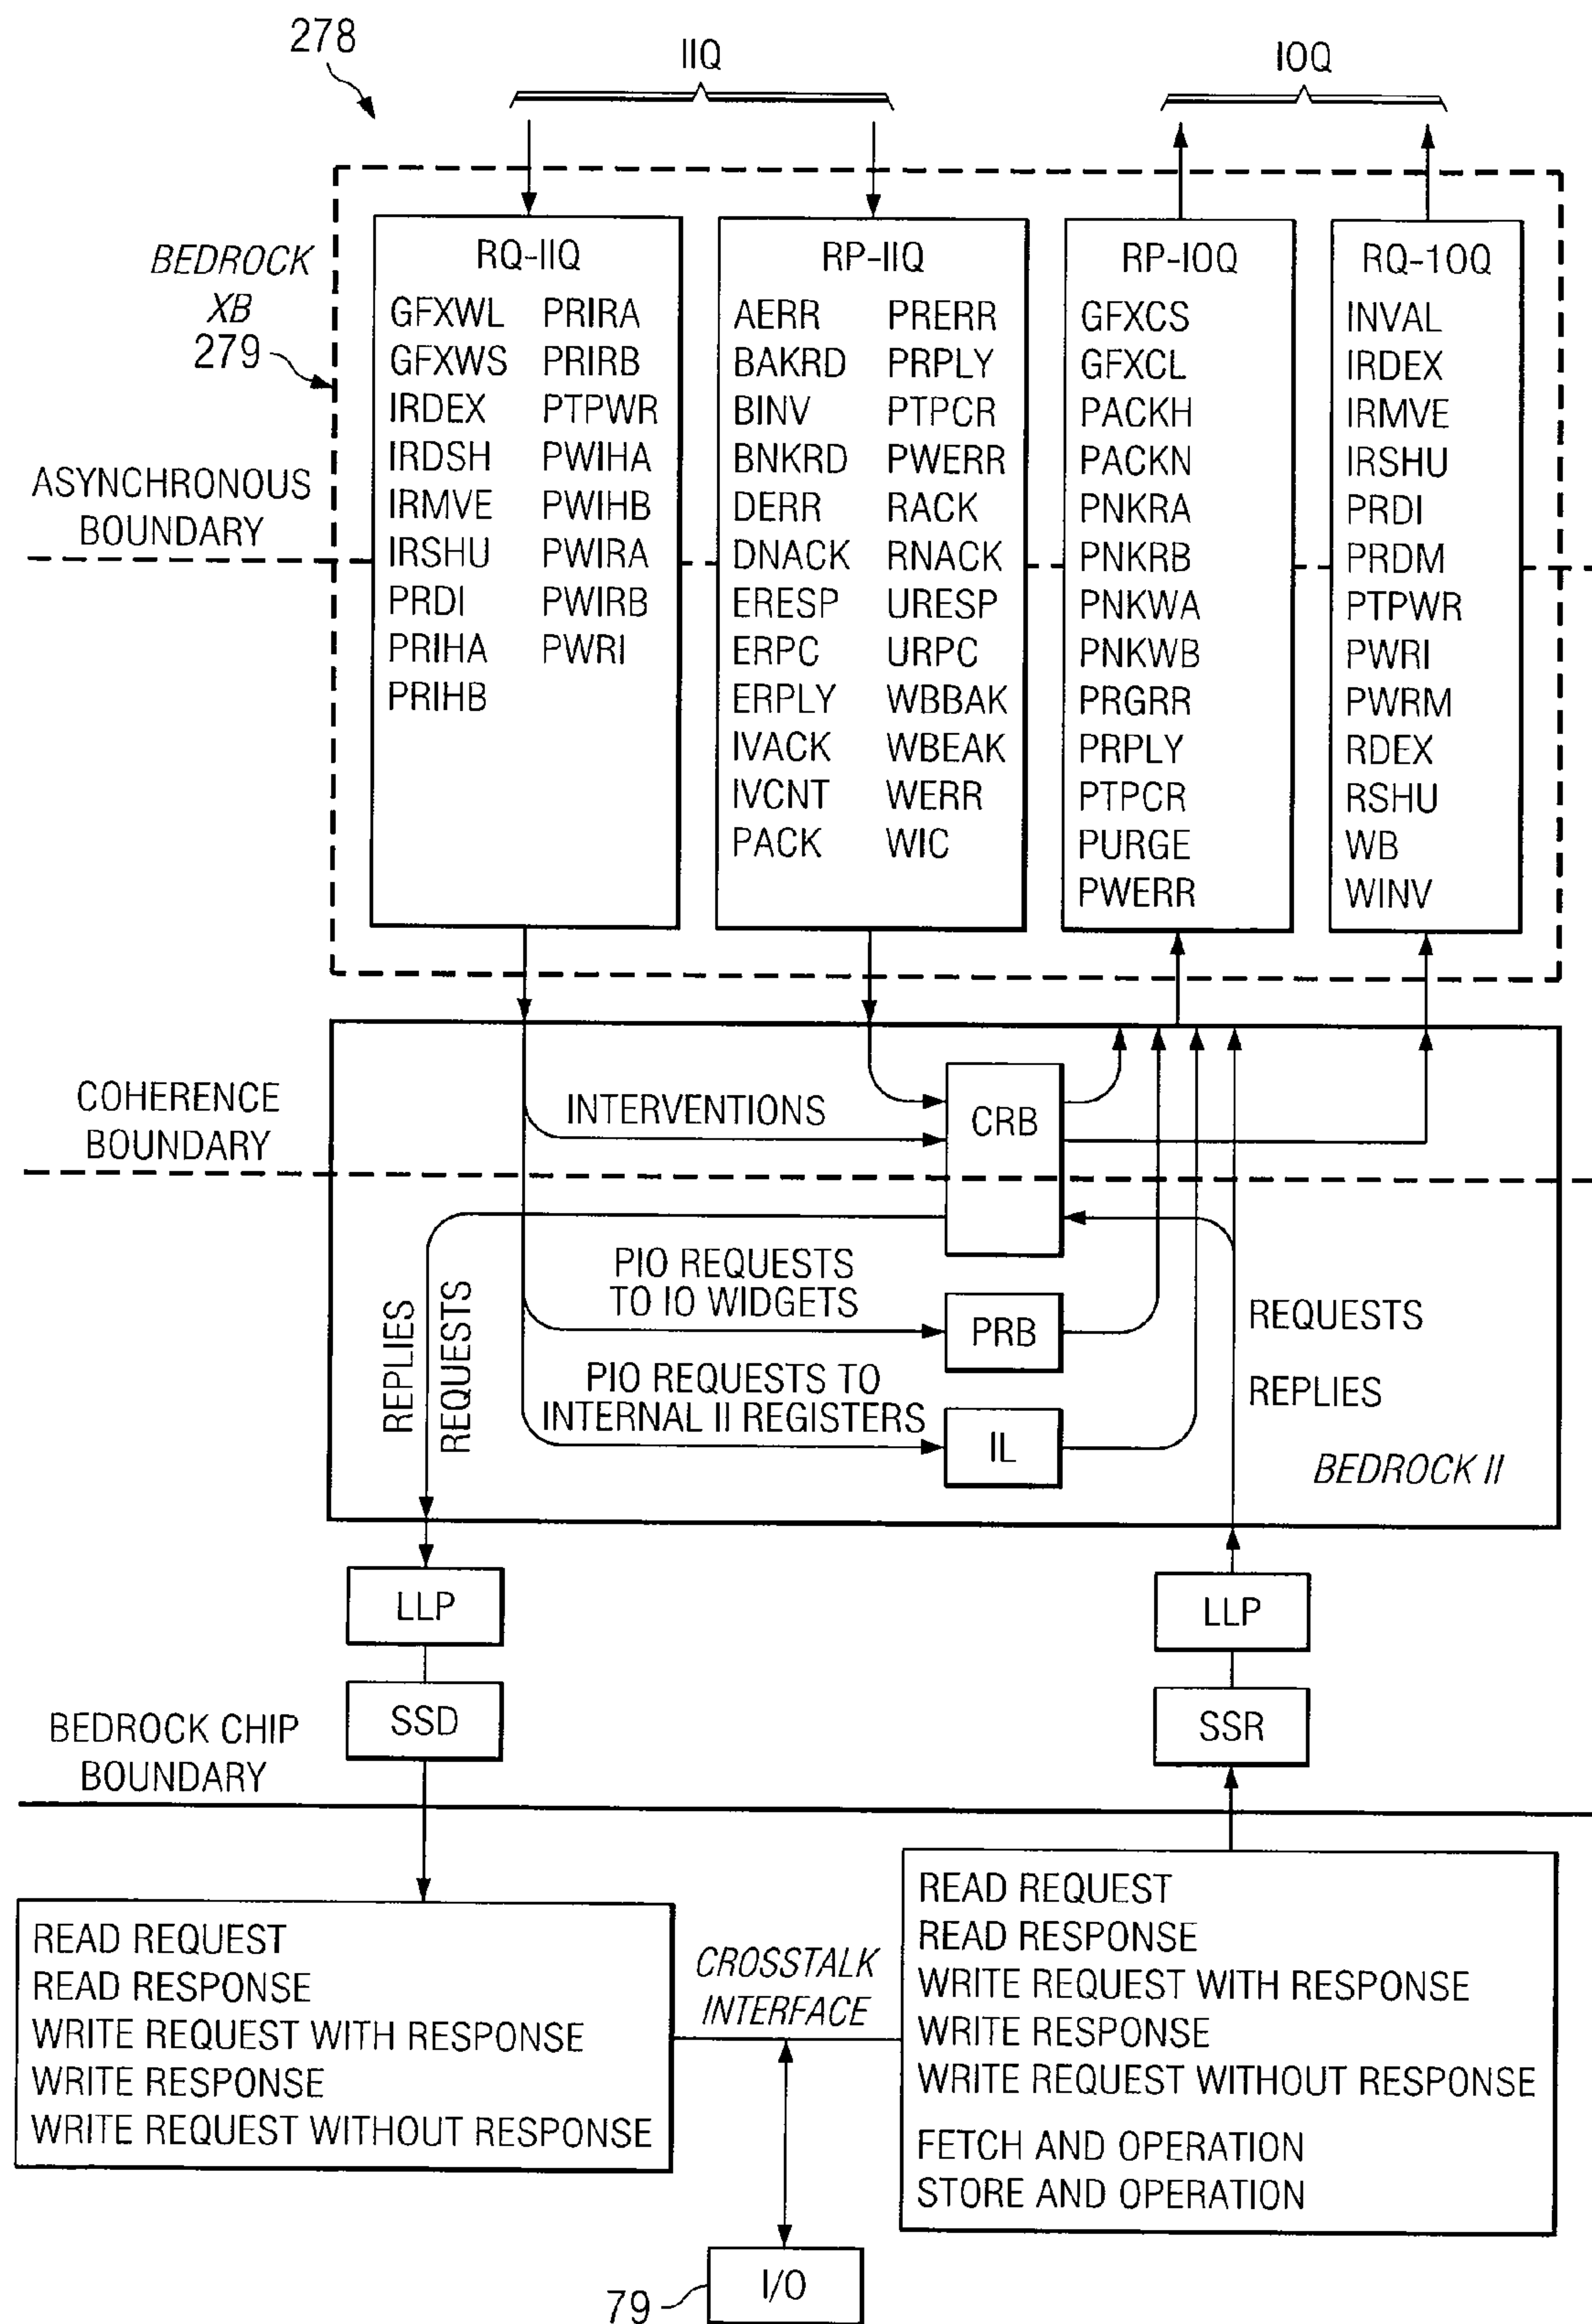 278
IIQ
IOQ
BEDROCK
XB
279
RQ-IIQ
GFXWL PRIRA
GFXWS PRIRB
IRDEX PTPWR
IRDSH PWIHA
IRMVE PWIHB
IRSHU PWIRA
PRDI PWIRB
PRIHA PWRI
PRIHB
RP-IIQ
AERR PRERR
BAKRD PRPLY
BINV PTPCR
BNKRD PWERR
DERR RACK
DNACK RNACK
ERESP URESP
ERPC URPC
ERPLY WBBAK
IVACK WBEAK
IVCNT WERR
PACK WIC
RP-IOQ
GFXCS
GFXCL
PACKH
PACKN
PNKRA
PNKRB
PNKWA
PNKWB
PRGRR
PRPLY
PTPCR
PURGE
PWERR
RQ-1OQ
INVAL
IRDEX
IRMVE
IRSHU
PRDI
PRDM
PTPWR
PWRI
PWRM
RDEX
RSHU
WB
WINV
ASYNCHRONOUS
BOUNDARY
COHERENCE
BOUNDARY
INTERVENTIONS
CRB
PIO REQUESTS
TO IO WIDGETS
PRB
PIO REQUESTS TO
INTERNAL II REGISTERS
IL
REPLIES
REQUESTS
REQUESTS
REPLIES
BEDROCK II
LLP
LLP
SSD
SSR
BEDROCK CHIP
BOUNDARY
READ REQUEST
READ RESPONSE
WRITE REQUEST WITH RESPONSE
WRITE RESPONSE
WRITE REQUEST WITHOUT RESPONSE
CROSSTALK
INTERFACE
READ REQUEST
READ RESPONSE
WRITE REQUEST WITH RESPONSE
WRITE RESPONSE
WRITE REQUEST WITHOUT RESPONSE
FETCH AND OPERATION
STORE AND OPERATION
79
I/O